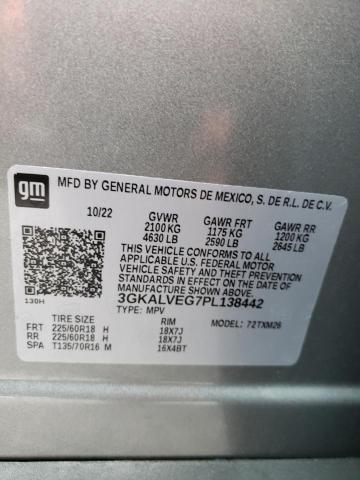 gm MFD BY GENERAL MOTORS DE MEXICO, S. DE R.L. DE C.V.
10/22 GVWR GAWR FRT GAWR RR
2100 KG 1175 KG 1200 KG
4630 LB 2590 LB 2645 LB
THIS VEHICLE CONFORMS TO ALL
APPLICABLE U.S. FEDERAL MOTOR
VEHICLE SAFETY, BUMPER, AND THEFT
PREVENTION STANDARDS IN EFFECT ON THE
DATE OF MANUFACTURE SHOWN ABOVE.
130H
3GKALVEG7PL138442
TYPE: MPV
TIRE SIZE RIM MODEL: 72TXM26
FRT 225/60R18 H 18X7J
RR 225/60R18 H 18X7J
SPA T135/70R16 M 16X4BT